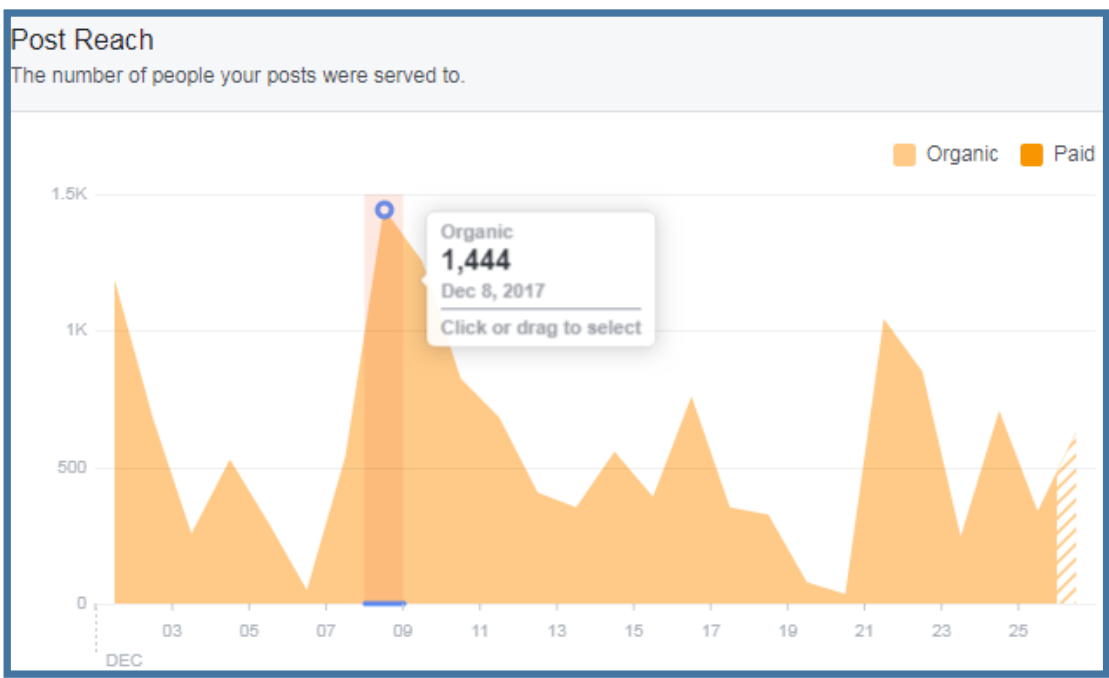 Post Reach
The number of people your posts were served to.
Organic Paid
1.5K
Organic
1,444
Dec 8, 2017
Click or drag to select
1K
500
0
03 05 07 09 11 13 15 17 19 21 23 25
DEC